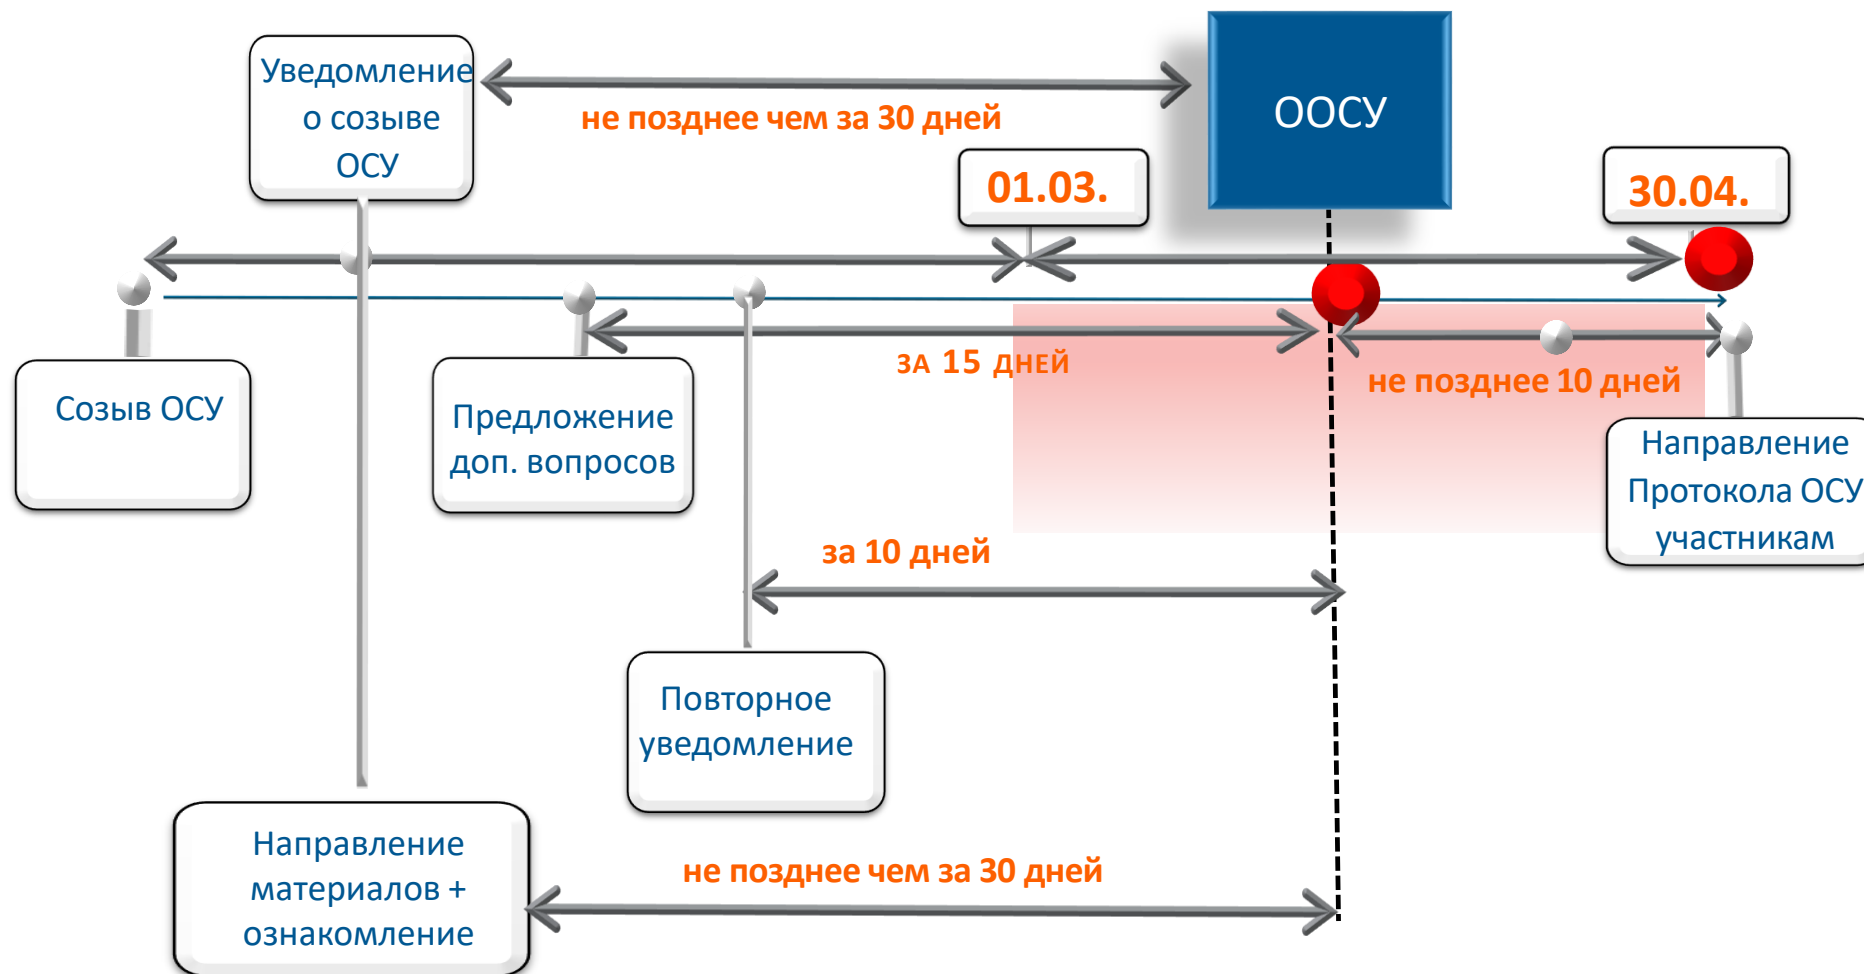 Уведомление
о созыве
ОСУ
не позднее чем за 30 дней
ООСУ
01.03.
30.04.
Созыв ОСУ
Предложение
доп. вопросов
ЗА 15 ДНЕЙ
не позднее 10 дней
Направление
Протокола ОСУ
участникам
за 10 дней
Повторное
уведомление
Направление
материалов +
ознакомление
не позднее чем за 30 дней